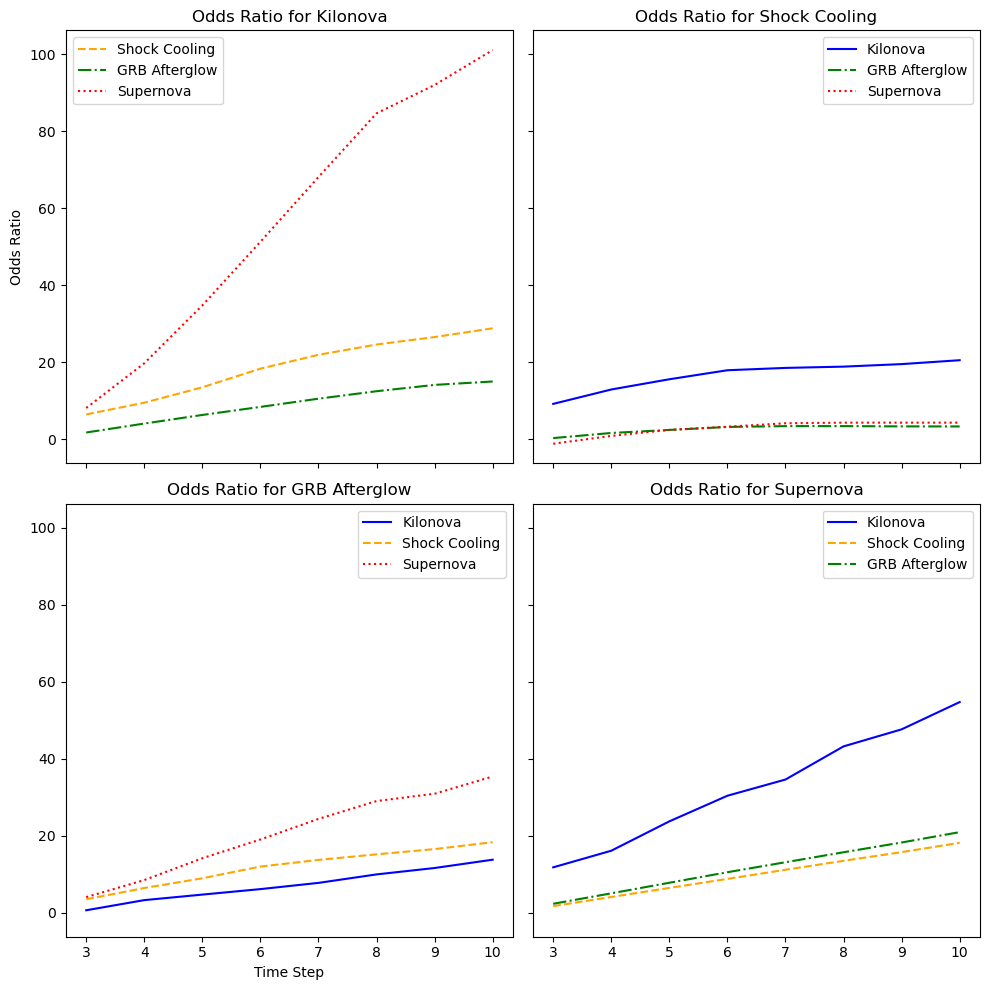 Odds Ratio for Kilonova
Shock Cooling
GRB Afterglow
Supernova
100
80
60
40
20
0
Odds Ratio
Odds Ratio for Shock Cooling
Kilonova
GRB Afterglow
Supernova
Odds Ratio for GRB Afterglow
Kilonova
Shock Cooling
Supernova
100
80
60
40
20
0
3 4 5 6 7 8 9 10
Time Step
Odds Ratio for Supernova
Kilonova
Shock Cooling
GRB Afterglow
3 4 5 6 7 8 9 10